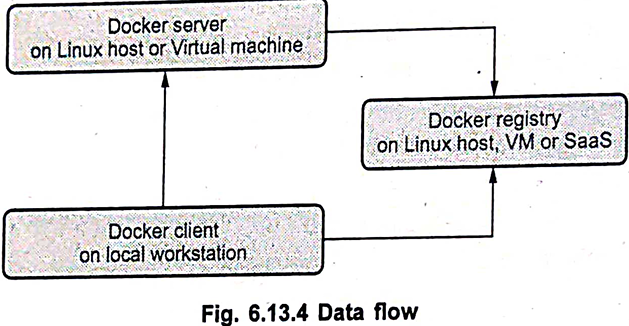 Docker server
on Linux host or Virtual machine
Docker registry
on Linux host, VM or SaaS
Docker client
on local workstation
Fig. 6.13.4 Data flow